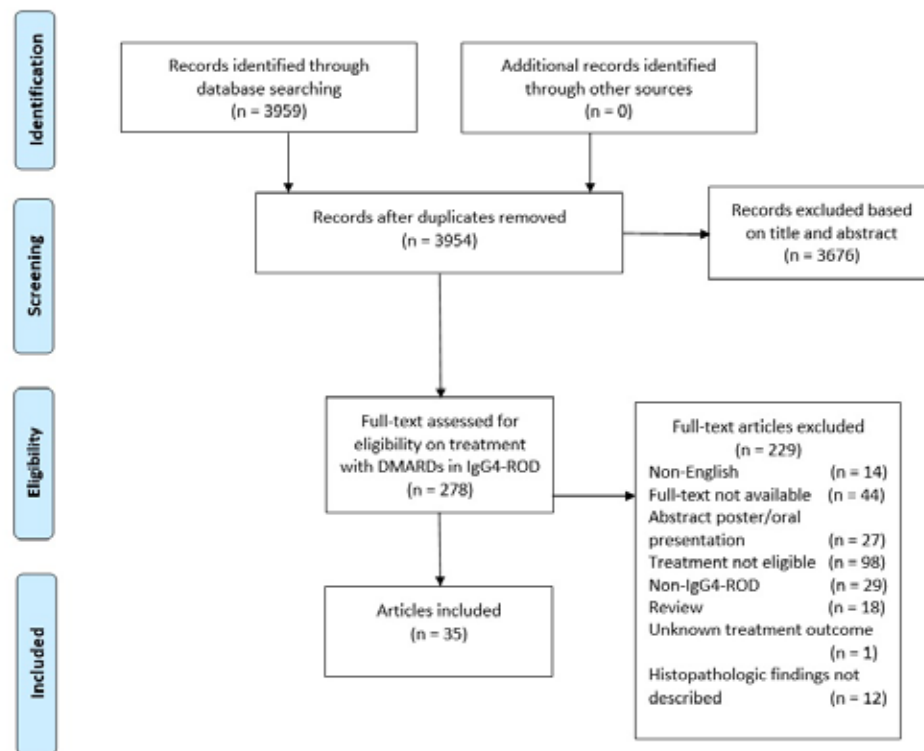 Identification
Records identified through
database searching
(n = 3959)
Additional records identified
through other sources
(n = 0)
Screening
Records after duplicates removed
(n = 3954)
Records excluded based
on title and abstract
(n = 3676)
Eligibility
Full-text assessed for
eligibility on treatment
with DMARDs in IgG4-ROD
(n = 278)
Full-text articles excluded
(n = 229)
Non-English (n = 14)
Full-text not available (n = 44)
Abstract poster/oral
presentation (n = 27)
Treatment not eligible (n = 98)
Non-IgG4-ROD (n = 29)
Review (n = 18)
Unknown treatment outcome
(n = 1)
Histopathologic findings not
described (n = 12)
Included
Articles included
(n = 35)